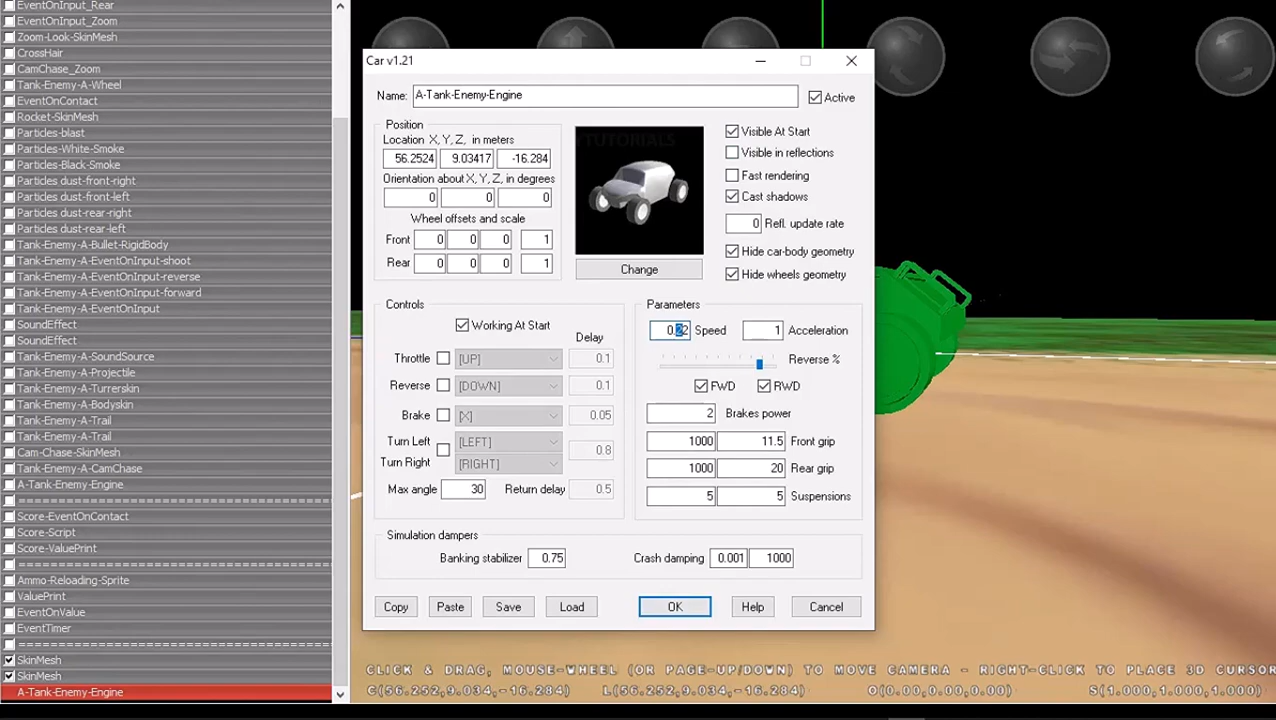 EventOnInput_Rear
EventOnInput_Zoom
Zoom-Look-SkinMesh
CrossHair
CamChase_Zoom
Tank-Enemy-A-Wheel
EventOnContact
Rocket-SkinMesh
Particles-blast
Particles-White-Smoke
Particles-Black-Smoke
Particles dust-front-right
Particles dust-front-left
Particles dust-rear-right
Particles dust-rear-left
Tank-Enemy-A-Bullet-RigidBody
Tank-Enemy-A-EventOnInput-shoot
Tank-Enemy-A-EventOnInput-reverse
Tank-Enemy-A-EventOnInput-forward
Tank-Enemy-A-EventOnInput
SoundEffect
SoundEffect
Tank-Enemy-A-SoundSource
Tank-Enemy-A-Projectile
Tank-Enemy-A-Turrerskin
Tank-Enemy-A-Bodyskin
Tank-Enemy-A-Trail
Tank-Enemy-A-Trail
Cam-Chase-SkinMesh
Tank-Enemy-A-CamChase
A-Tank-Enemy-Engine
Score-EventOnContact
Score-Script
Score-ValuePrint
Ammo-Reloading-Sprite
ValuePrint
EventOnValue
EventTimer
SkinMesh
SkinMesh
A-Tank-Enemy-Engine
Car v1.21
Name: A-Tank-Enemy-Engine Active
Position
Location X, Y, Z, in meters
56.2524 9.03417 -16.284
Orientation about X, Y, Z, in degrees
0 0 0
Wheel offsets and scale
Front 0 0 0 1
Rear 0 0 0 1
YTUTORIALS
Change
Visible At Start
Visible in reflections
Fast rendering
Cast shadows
0 Refl. update rate
Hide car-body geometry
Hide wheels geometry
Controls
Working At Start
Delay
Throttle [UP] 0.1
Reverse [DOWN] 0.1
Brake [X] 0.05
Turn Left [LEFT]
Turn Right [RIGHT] 0.8
Max angle 30 Return delay 0.5
Parameters
0.22 Speed 1 Acceleration
Reverse %
FWD RWD
2 Brakes power
1000 11.5 Front grip
1000 20 Rear grip
5 5 Suspensions
Simulation dampers
Banking stabilizer 0.75 Crash damping 0.001 1000
Copy Paste Save Load OK Help Cancel
CLICK & DRAG, MOUSE-WHEEL (OR PAGE-UP/DOWN) TO MOVE CAMERA - RIGHT-CLICK TO PLACE 3D CURSOR
C(56.252,9.034,-16.284) L(56.252,9.034,-16.284) O(0.00,0.00,0.00) S(1.000,1.000,1.000)